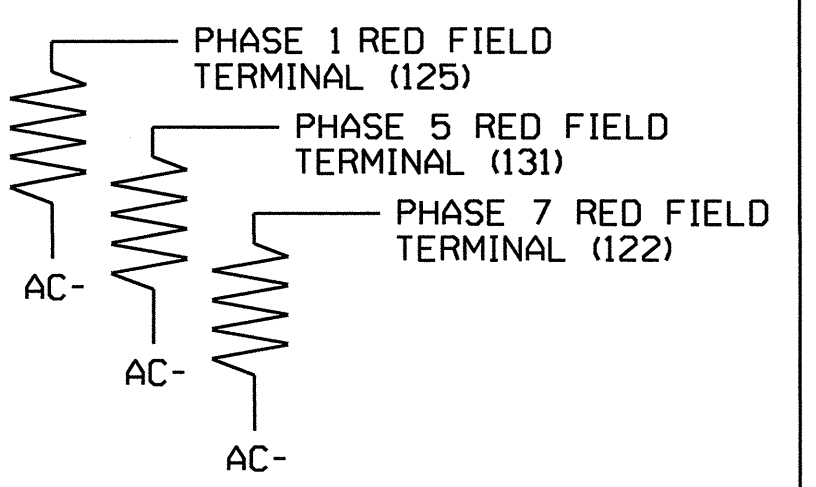 PHASE 1 RED FIELD
TERMINAL (125)
PHASE 5 RED FIELD
TERMINAL (131)
PHASE 7 RED FIELD
TERMINAL (122)
AC-
AC-
AC-